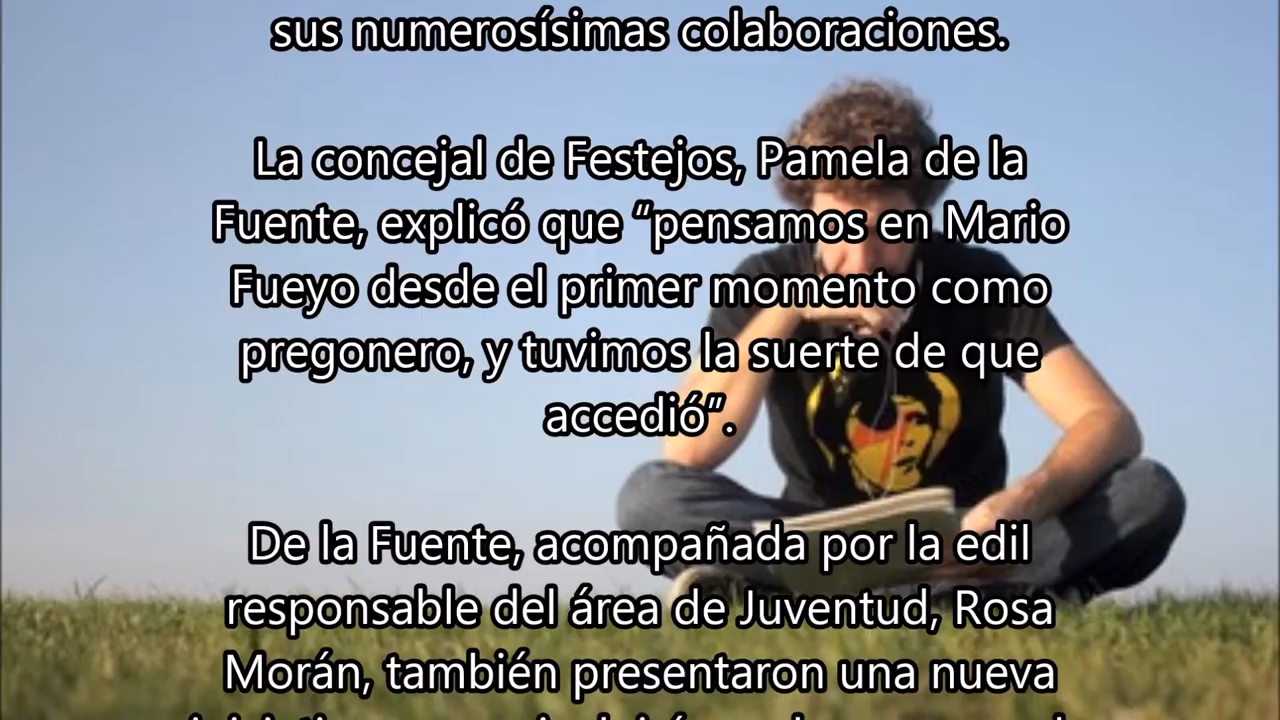 sus numerosísimas colaboraciones.
La concejal de Festejos, Pamela de la
Fuente, explicó que “pensamos en Mario
Fueyo desde el primer momento como
pregonero, y tuvimos la suerte de que
accedió”.
De la Fuente, acompañada por la edil
responsable del área de Juventud, Rosa
Morán, también presentaron una nueva